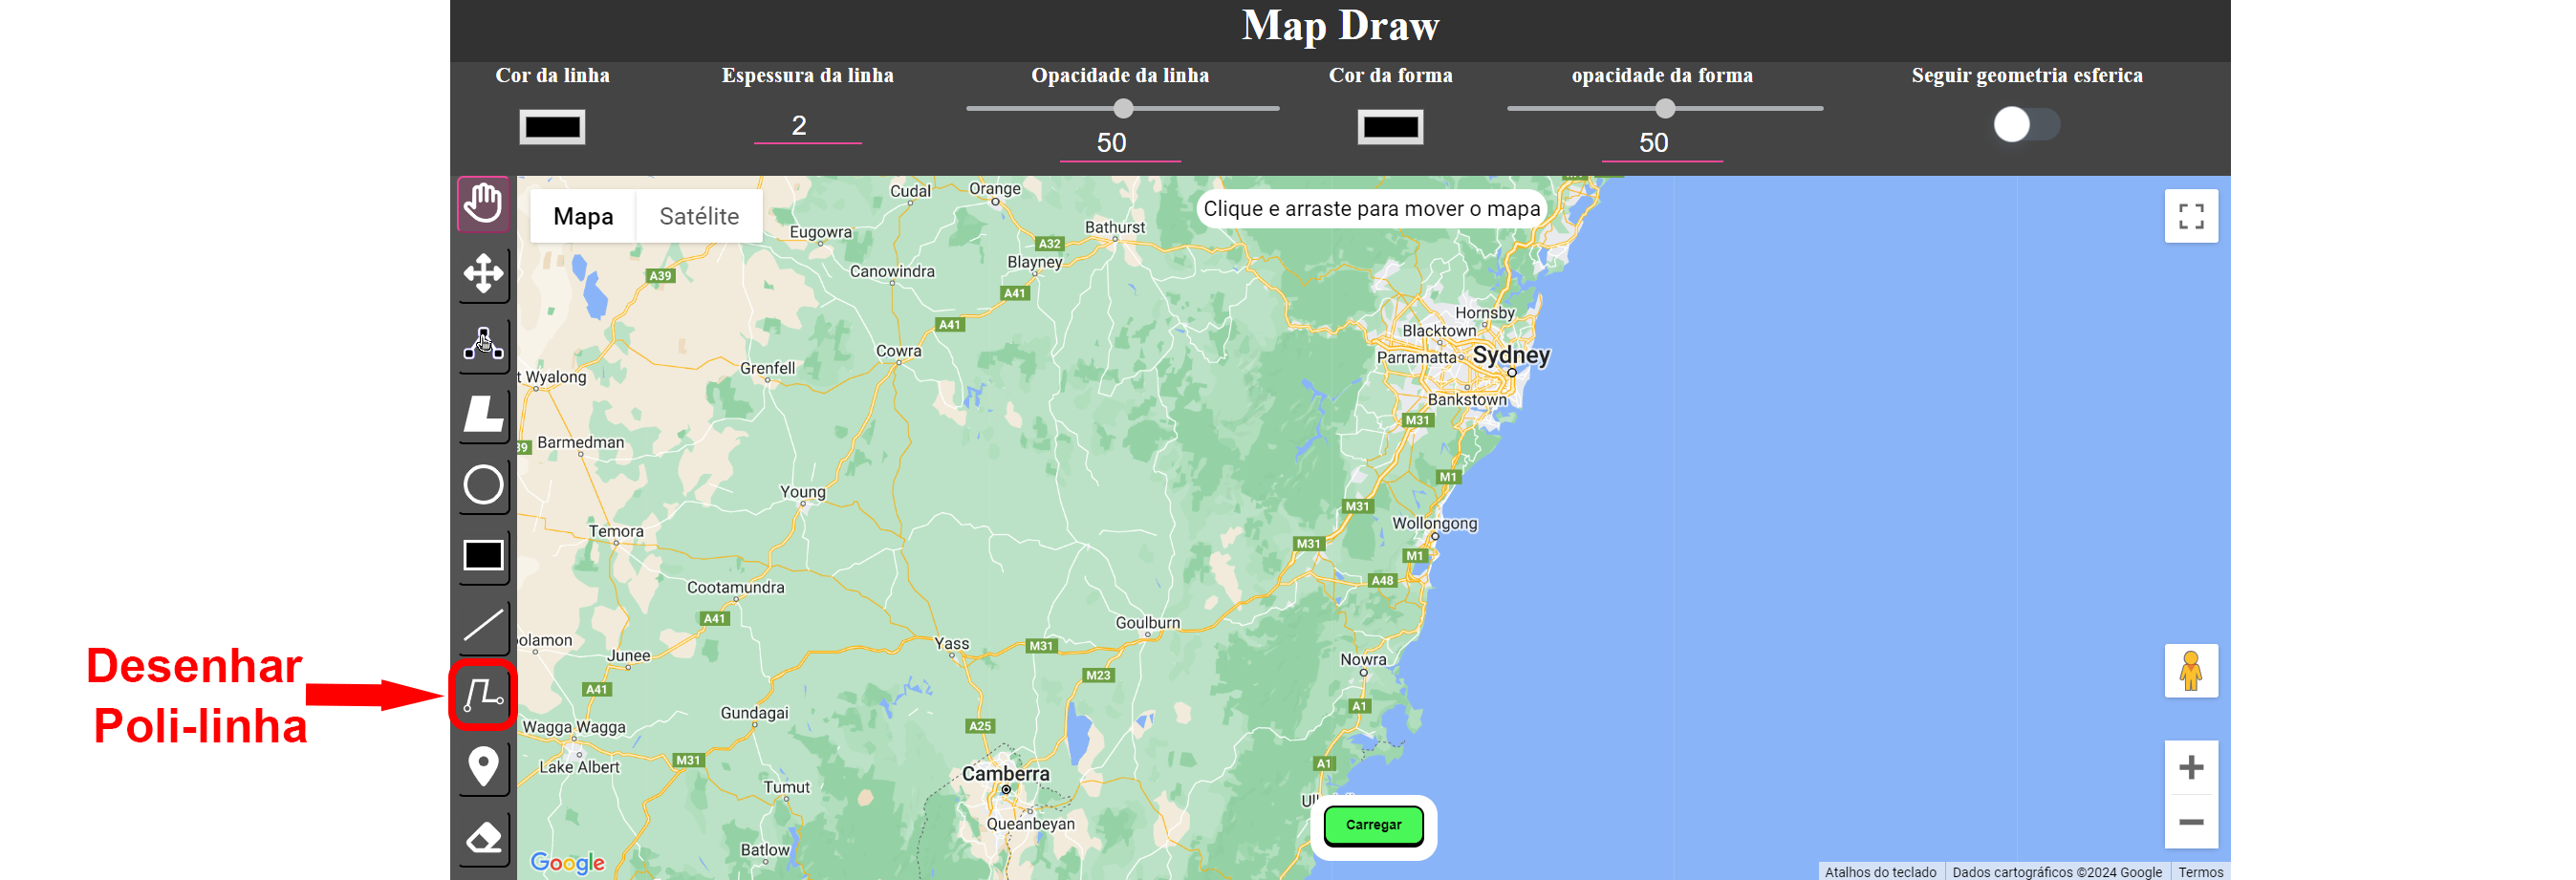 Map Draw
Cor da linha
Espessura da linha
Opacidade da linha
Cor da forma
opacidade da forma
Seguir geometria esferica
2
50
50
Mapa
Satélite
Clique e arraste para mover o mapa
Cudal
Orange
Eugowra
Bathurst
A32
Blayney
Canowindra
A39
A41
A41
Hornsby
Blacktown
Cowra
Parramatta
Sydney
Grenfell
t Wyalong
Bankstown
M31
Barmedman
39
M1
Young
M31
Wollongong
Temora
M31
M1
A48
Cootamundra
A41
Goulburn
olamon
Yass
M31
Junee
Nowra
Desenhar
Poli-linha
M23
A41
A1
Gundagai
A25
Wagga Wagga
M31
Lake Albert
A1
Camberra
Tumut
Ull
Queanbeyan
Carregar
Batlow
Google
Atalhos do teclado
Dados cartográficos ©2024 Google
Termos